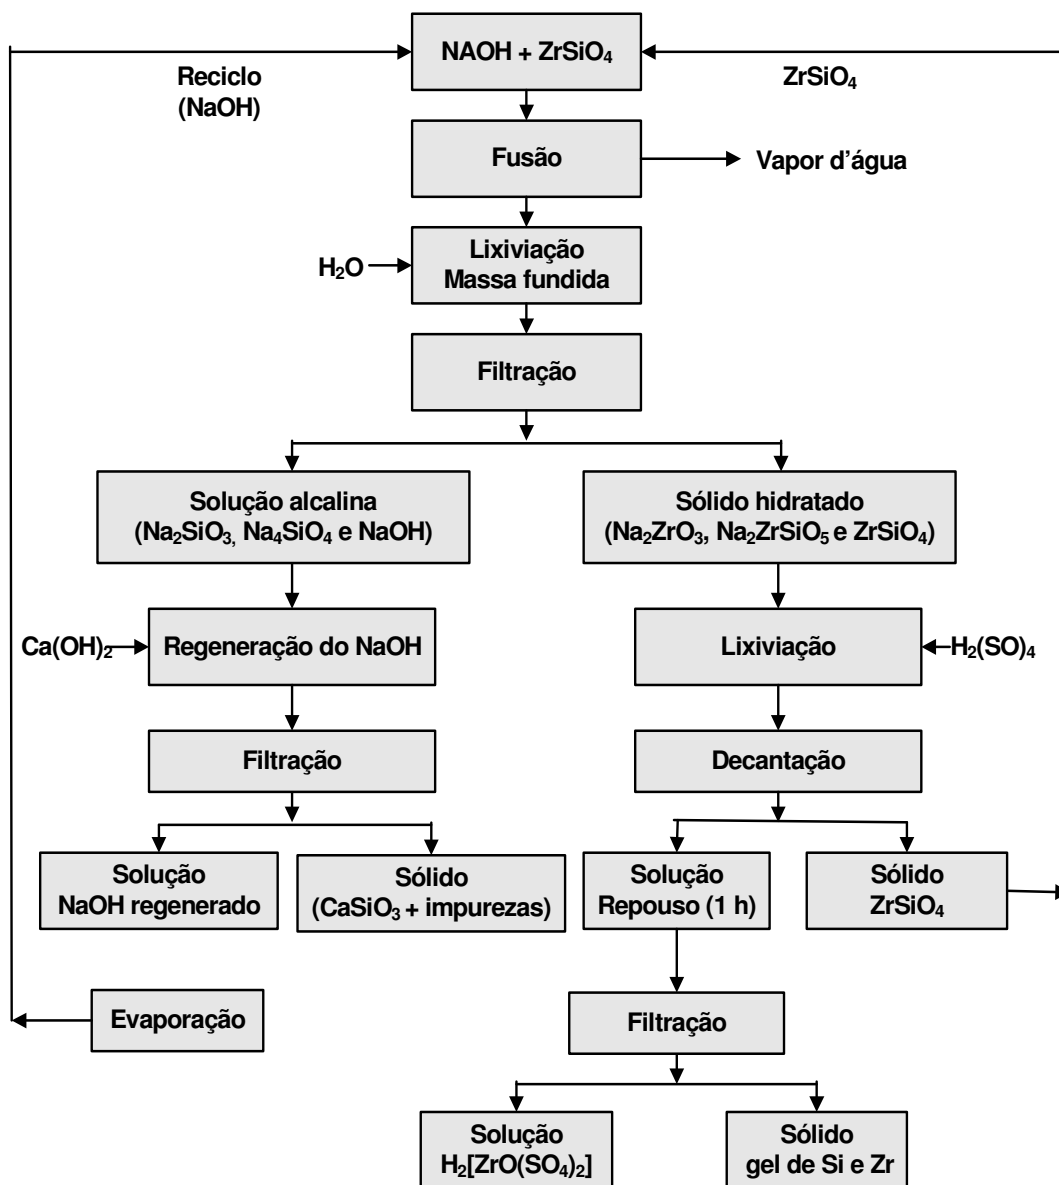 NAOH + ZrSiO₄
Reciclo
(NaOH)
ZrSiO₄
Fusão
Vapor d’água
H₂O
Lixiviação
Massa fundida
Filtração
Solução alcalina
(Na₂SiO₃, Na₄SiO₄ e NaOH)
Sólido hidratado
(Na₂ZrO₃, Na₂ZrSiO₅ e ZrSiO₄)
Ca(OH)₂
Regeneração do NaOH
Lixiviação
H₂(SO)₄
Filtração
Decantação
Solução
NaOH regenerado
Sólido
(CaSiO₃ + impurezas)
Solução
Repouso (1 h)
Sólido
ZrSiO₄
Evaporação
Filtração
Solução
H₂[ZrO(SO₄)₂]
Sólido
gel de Si e Zr